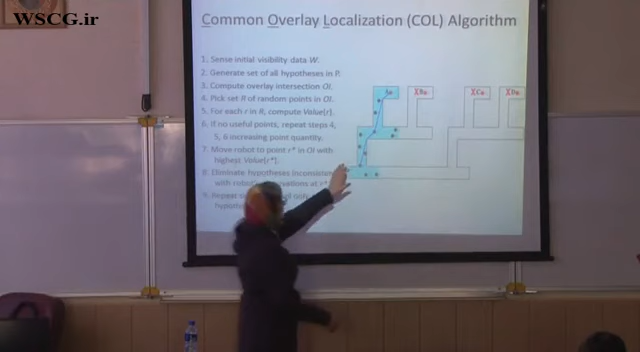 WSCG.ir
Common Overlay Localization (COL) Algorithm
1. Sense initial visibility data W.
2. Generate set of all hypotheses in P.
3. Compute overlay intersection OI.
4. Pick set R of random points in OI.
5. For each r in R, compute Value(r).
6. If no useful points, repeat steps 4,
5, 6 increasing point quantity.
7. Move robot to point r* in OI with
highest Value(r*).
8. Eliminate hypotheses inconsistent
with
at r*
9. Repeat